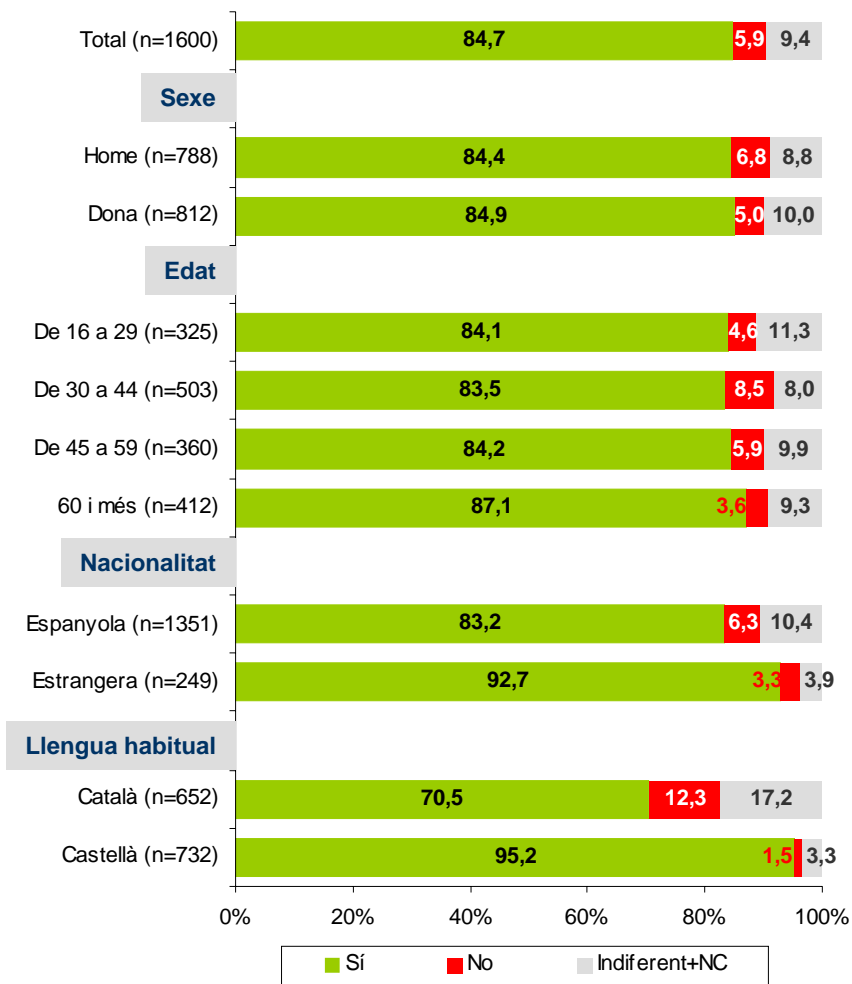 Total (n=1600) 84,7 5,9 9,4
Sexe
Home (n=788) 84,4 6,8 8,8
Dona (n=812) 84,9 5,0 10,0
Edat
De 16 a 29 (n=325) 84,1 4,6 11,3
De 30 a 44 (n=503) 83,5 8,5 8,0
De 45 a 59 (n=360) 84,2 5,9 9,9
60 i més (n=412) 87,1 3,6 9,3
Nacionalitat
Espanyola (n=1351) 83,2 6,3 10,4
Estrangera (n=249) 92,7 3,3 3,9
Llengua habitual
Català (n=652) 70,5 12,3 17,2
Castellà (n=732) 95,2 1,5 3,3
0% 20% 40% 60% 80% 100%
Sí No Indiferent+NC